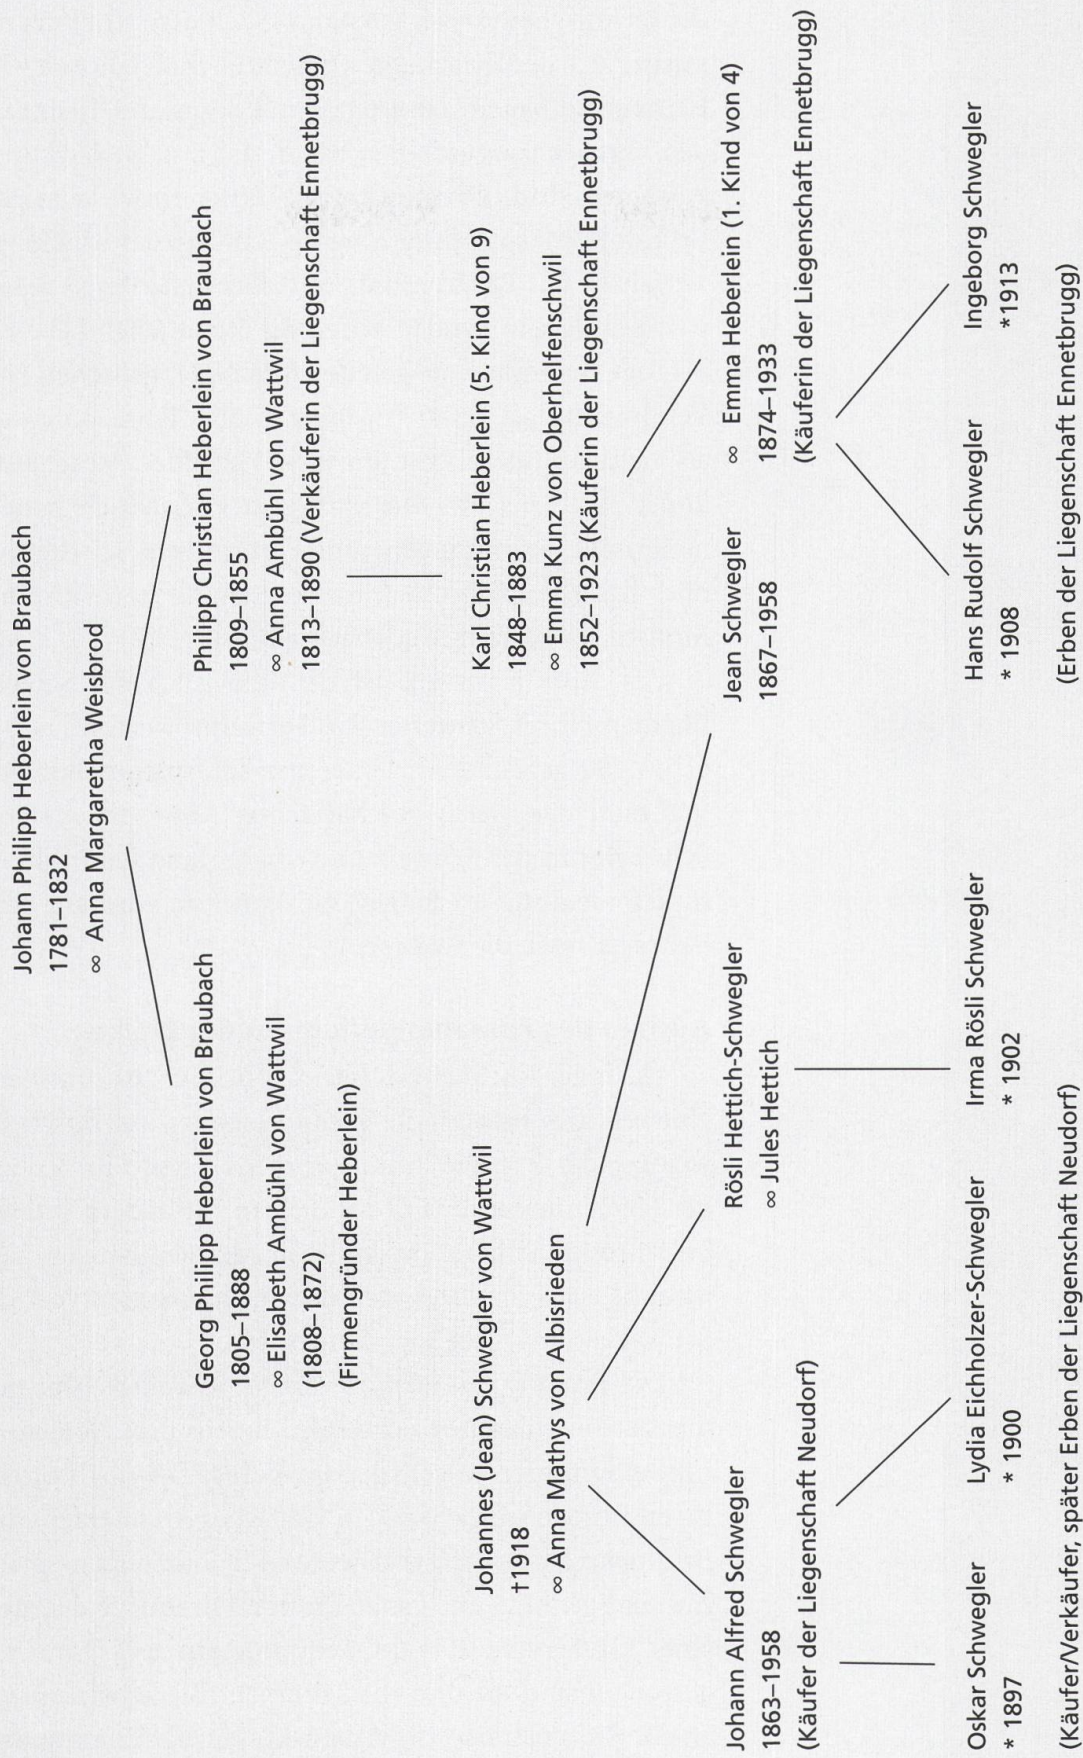 Johann Philipp Heberlein von Braubach
1781–1832
∞ Anna Margaretha Weisbrod
Georg Philipp Heberlein von Braubach
1805–1888
∞ Elisabeth Ambühl von Wattwil
(1808–1872)
(Firmengründer Heberlein)
Philipp Christian Heberlein von Braubach
1809–1855
∞ Anna Ambühl von Wattwil
1813–1890 (Verkäuferin der Liegenschaft Ennetbrugg)
Johannes (Jean) Schwegler von Wattwil
†1918
∞ Anna Mathys von Albisrieden
Karl Christian Heberlein (5. Kind von 9)
1848–1883
∞ Emma Kunz von Oberhelfenschwil
1852–1923 (Käuferin der Liegenschaft Ennetbrugg)
Johann Alfred Schwegler
1863–1958
(Käufer der Liegenschaft Neudorf)
Rösli Hettich-Schwegler
∞ Jules Hettich
Jean Schwegler
1867–1958
∞ Emma Heberlein (1. Kind von 4)
1874–1933
(Käuferin der Liegenschaft Ennetbrugg)
Oskar Schwegler
* 1897
Lydia Eichholzer-Schwegler
* 1900
Irma Rösli Schwegler
* 1902
Hans Rudolf Schwegler
* 1908
Ingeborg Schwegler
*1913
(Käufer/Verkäufer, später Erben der Liegenschaft Neudorf)
(Erben der Liegenschaft Ennetbrugg)